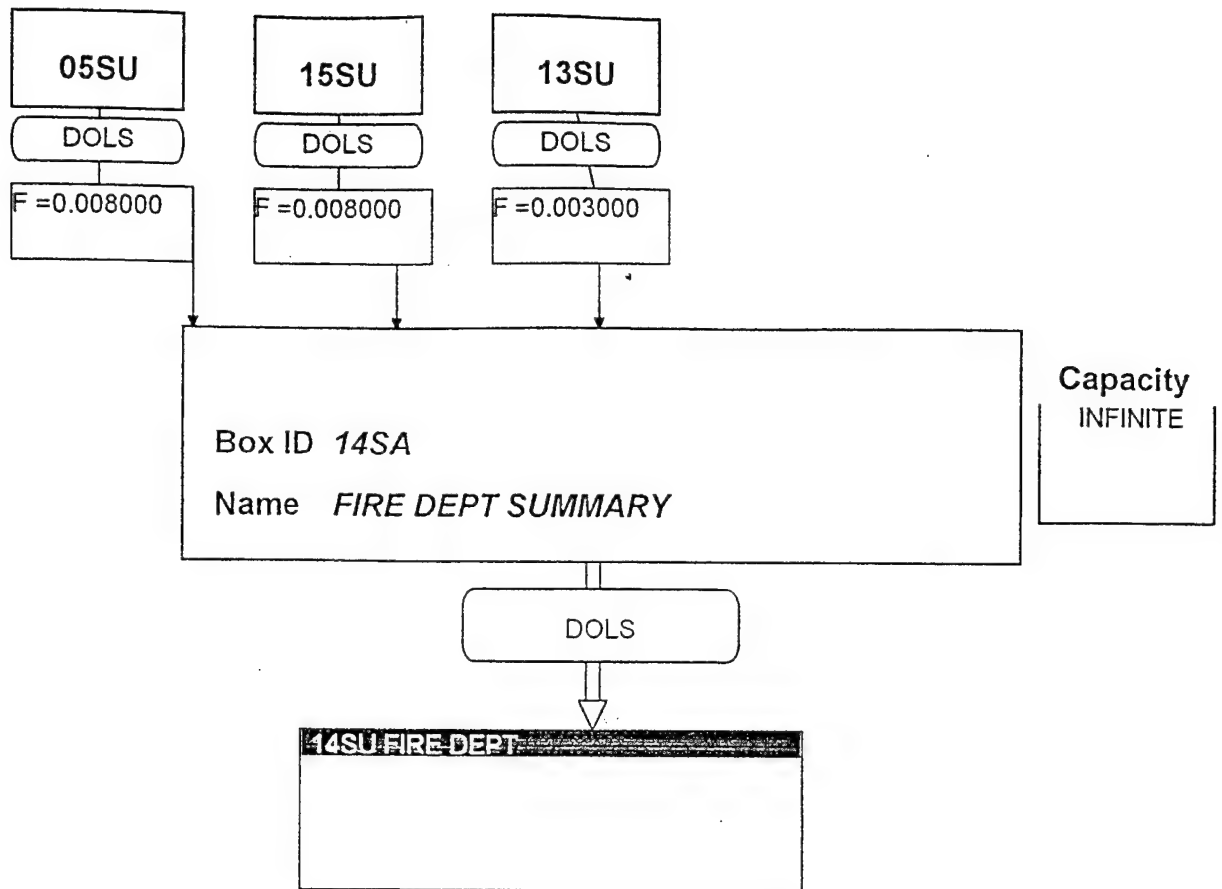 05SU
15SU
13SU
DOLS
DOLS
DOLS
F =0.008000
F =0.008000
F =0.003000
Capacity
INFINITE
Box ID 14SA
Name FIRE DEPT SUMMARY
DOLS
14SU FIRE DEPT